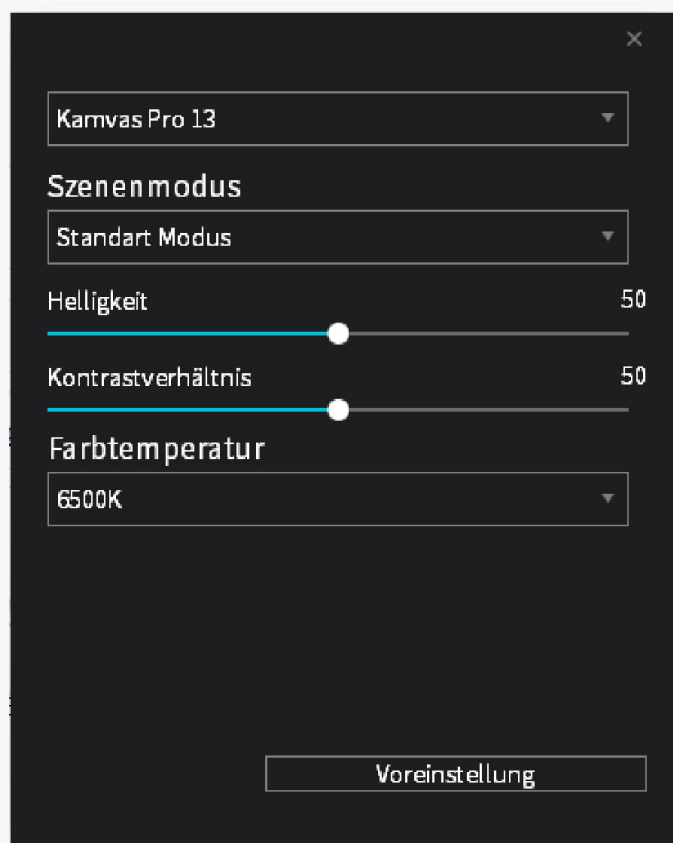 Kamvas Pro 13
Szenenmodus
Standart Modus
Helligkeit 50
Kontrastverhältnis 50
Farbtemperatur
6500K
Voreinstellung